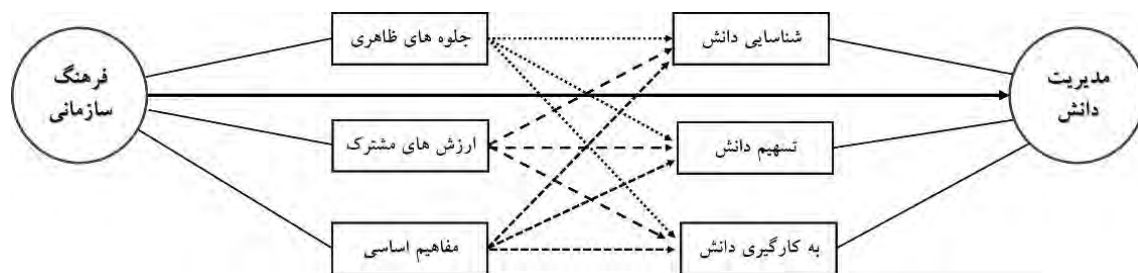 فرهنگ
سازمانی
جلوه های ظاهری
ارزش های مشترک
مفاهیم اساسی
شناسایی دانش
تسهیم دانش
به کارگیری دانش
مدیریت
دانش